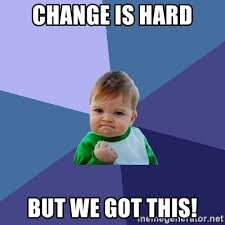 CHANGE IS HARD
BUT WE GOT THIS!
memegenerator.net